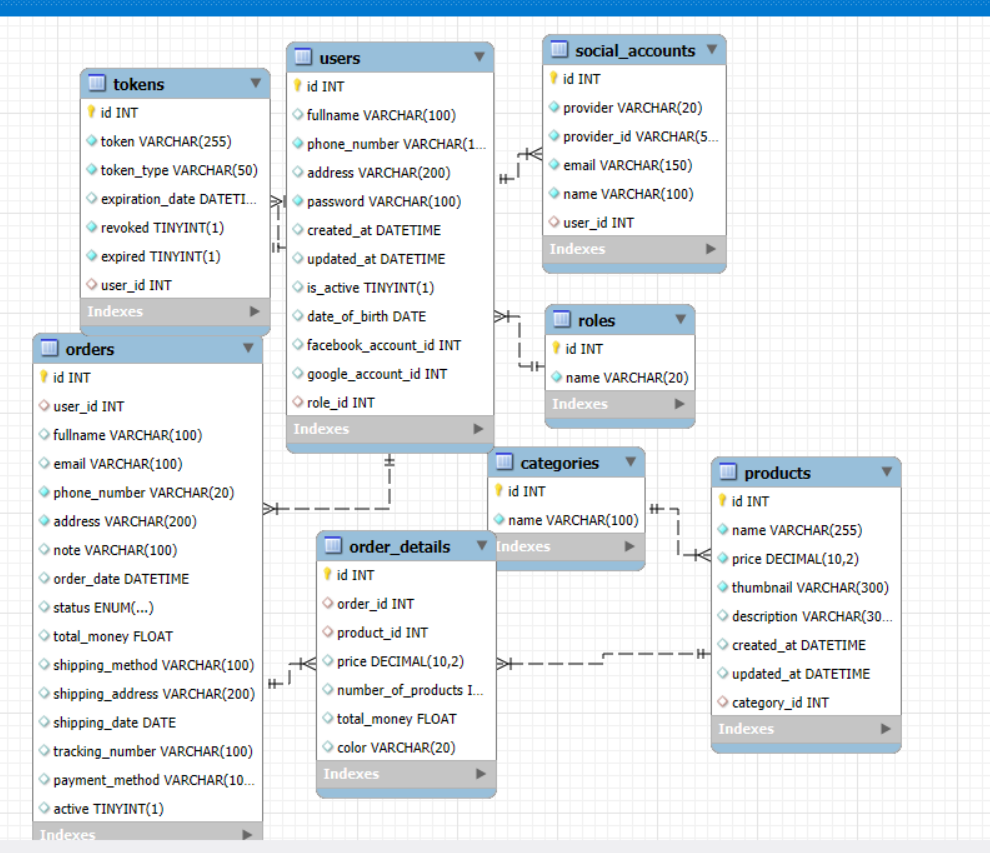 tokens
id INT
token VARCHAR(255)
token_type VARCHAR(50)
expiration_date DATETI...
revoked TINYINT(1)
expired TINYINT(1)
user_id INT
Indexes
users
id INT
fullname VARCHAR(100)
phone_number VARCHAR(1...
address VARCHAR(200)
password VARCHAR(100)
created_at DATETIME
updated_at DATETIME
is_active TINYINT(1)
date_of_birth DATE
facebook_account_id INT
google_account_id INT
role_id INT
Indexes
social_accounts
id INT
provider VARCHAR(20)
provider_id VARCHAR(5...
email VARCHAR(150)
name VARCHAR(100)
user_id INT
Indexes
roles
id INT
name VARCHAR(20)
Indexes
orders
id INT
user_id INT
fullname VARCHAR(100)
email VARCHAR(100)
phone_number VARCHAR(20)
address VARCHAR(200)
note VARCHAR(100)
order_date DATETIME
status ENUM(...)
total_money FLOAT
shipping_method VARCHAR(100)
shipping_address VARCHAR(200)
shipping_date DATE
tracking_number VARCHAR(100)
payment_method VARCHAR(10...
active TINYINT(1)
Indexes
categories
id INT
name VARCHAR(100)
Indexes
order_details
id INT
order_id INT
product_id INT
price DECIMAL(10,2)
number_of_products I...
total_money FLOAT
color VARCHAR(20)
Indexes
products
id INT
name VARCHAR(255)
price DECIMAL(10,2)
thumbnail VARCHAR(300)
description VARCHAR(30...
created_at DATETIME
updated_at DATETIME
category_id INT
Indexes